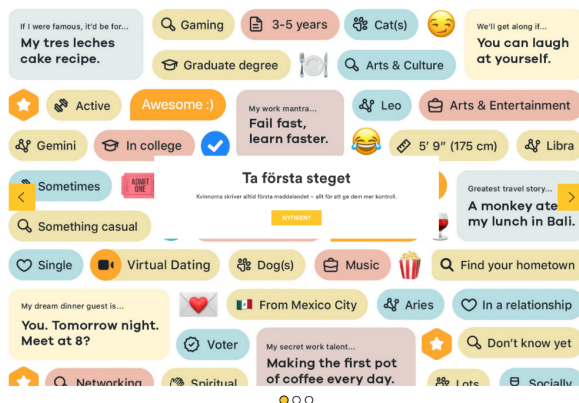 If I were famous, it'd be for...
My tres leches
cake recipe.
Gaming
3-5 years
Cat(s)
We'll get along if...
You can laugh
at yourself.
Graduate degree
Arts & Culture
Active
Awesome :)
My work mantra...
Fail fast,
learn faster.
Leo
Arts & Entertainment
Gemini
In college
5' 9" (175 cm)
Libra
Sometimes
ADMIT
ONE
Ta första steget
Kvinnorna skriver alltid första meddelandet – allt för att ge dem mer kontroll.
NYFIKEN?
Greatest travel story...
A monkey ate
my lunch in Bali.
Something casual
Single
Virtual Dating
Dog(s)
Music
Find your hometown
My dream dinner guest is...
You. Tomorrow night.
Meet at 8?
From Mexico City
Aries
In a relationship
Voter
My secret work talent...
Making the first pot
of coffee every day.
Don't know yet
Networking
Spiritual
Lots
Socially